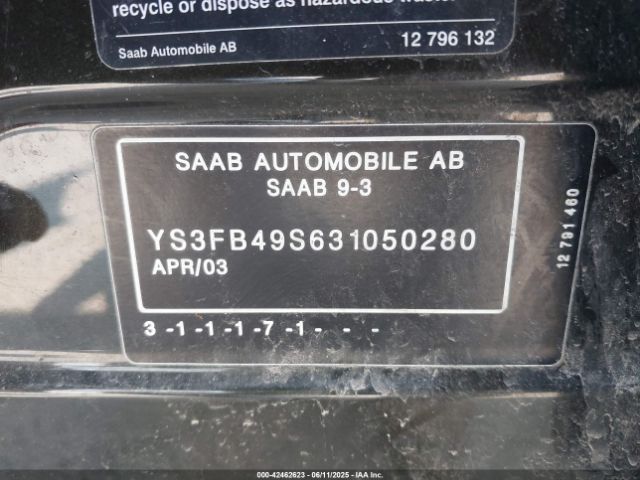 recycle or dispose as hazardous
Saab Automobile AB 12 796 132
SAAB AUTOMOBILE AB
SAAB 9-3
YS3FB49S631050280
APR/03
12 791 460
3 -1 -1 -1 -7 -1 - - -
000-42462623 - 06/11/2025 - IAA Inc.